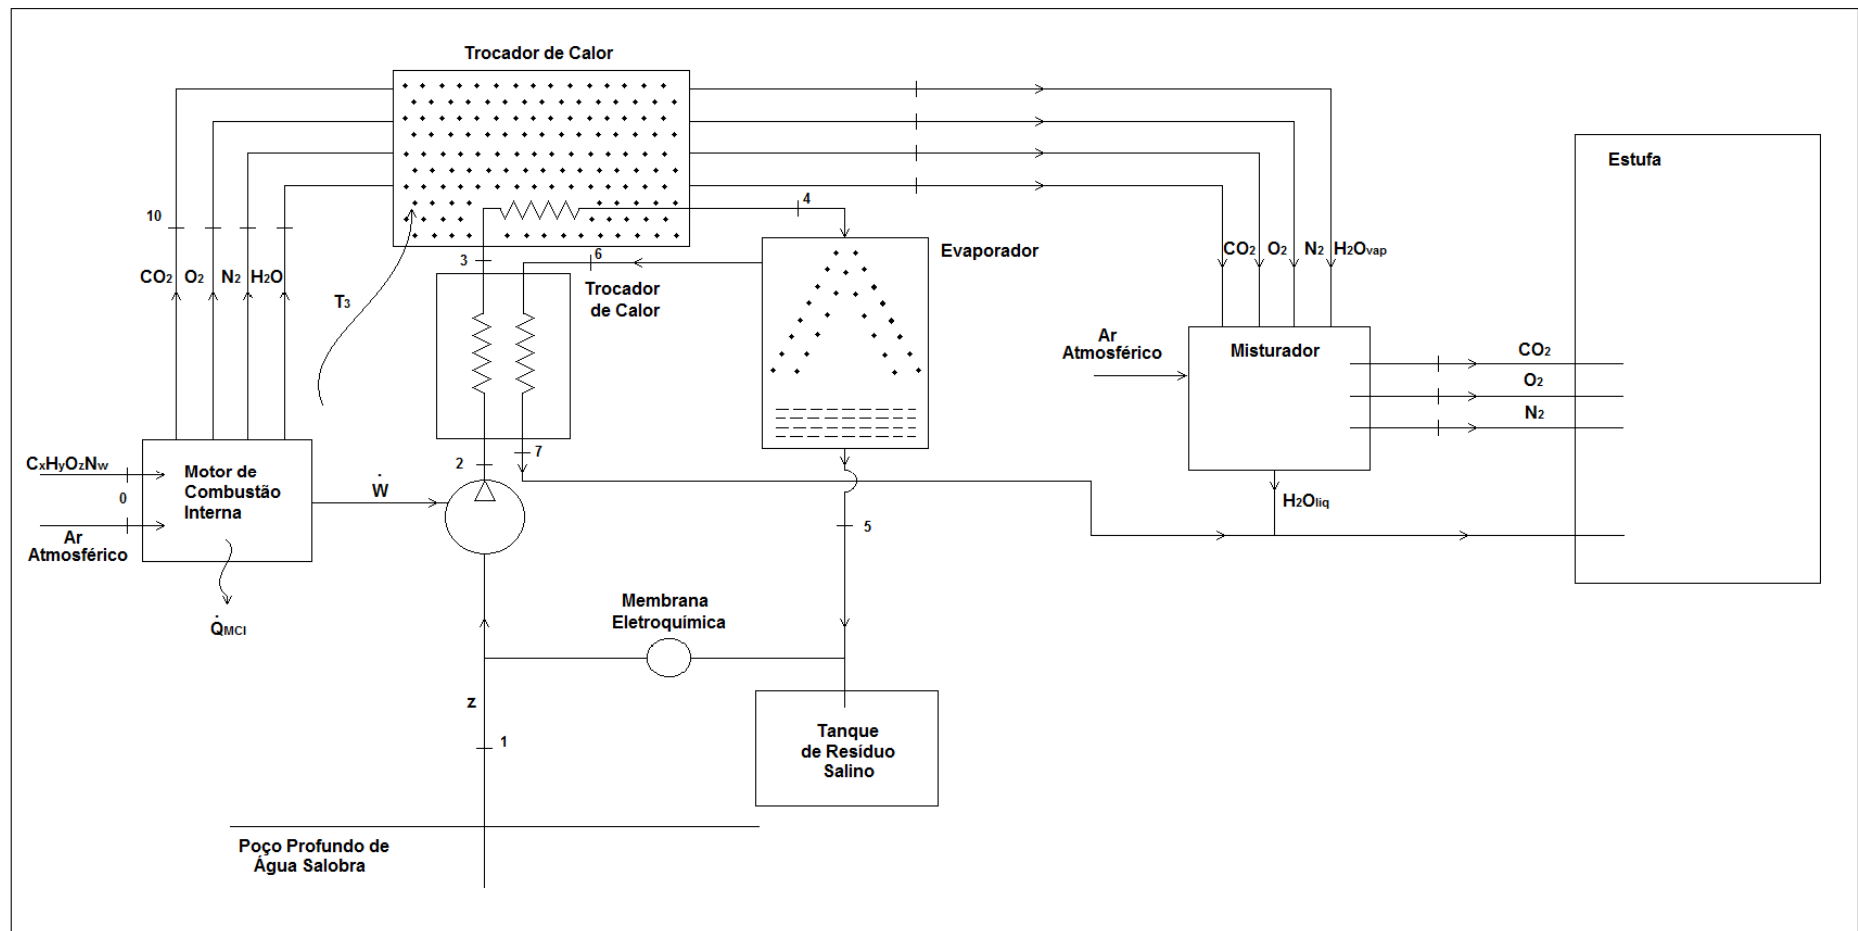 Trocador de Calor
Estufa
10
4
CO2 O2 N2 H2O
3
6
Evaporador
CO2 O2 N2 H2Ovap
T3
Trocador
de Calor
Ar
Atmosférico
Misturador
CO2
O2
N2
CxHyOzNw
0
Ar
Atmosférico
Motor de
Combustão
Interna
Ẇ
2
7
H2Oliq
5
Q̇MCI
Membrana
Eletroquímica
z
1
Tanque
de Resíduo
Salino
Poço Profundo de
Água Salobra